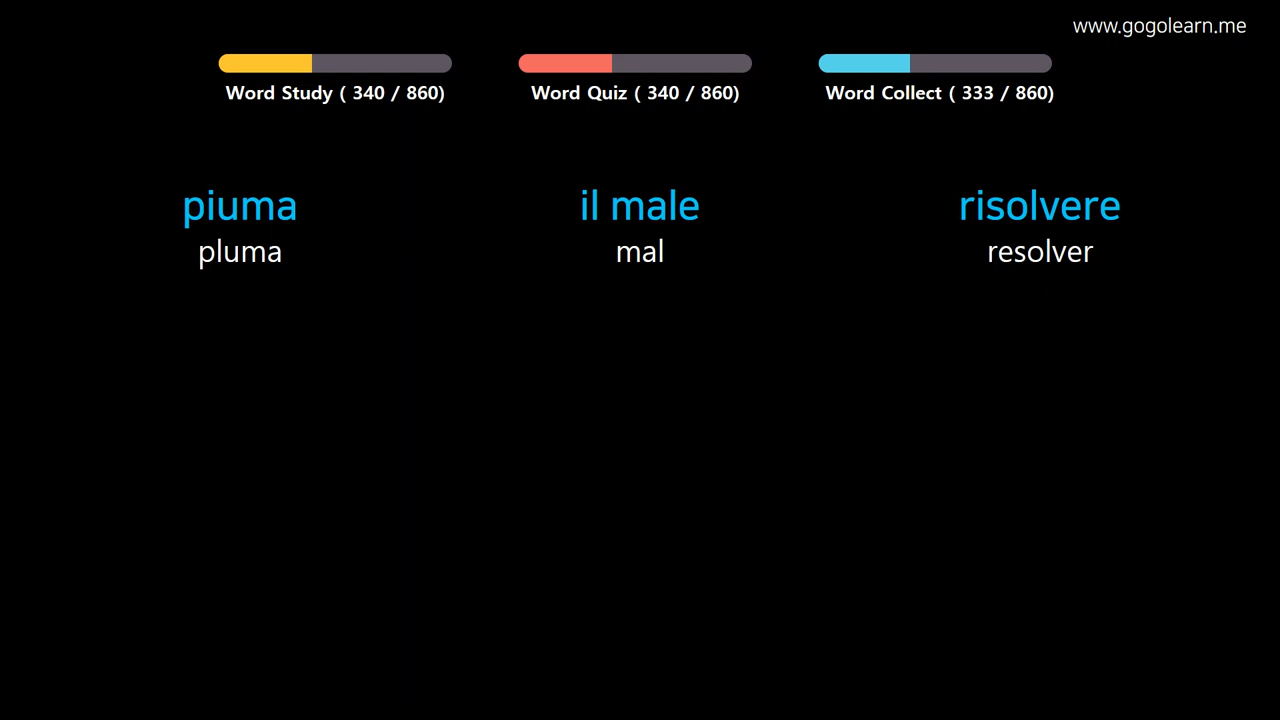 www.gogolearn.me
Word Study ( 340 / 860)
Word Quiz ( 340 / 860)
Word Collect ( 333 / 860)
piuma
pluma
il male
mal
risolvere
resolver